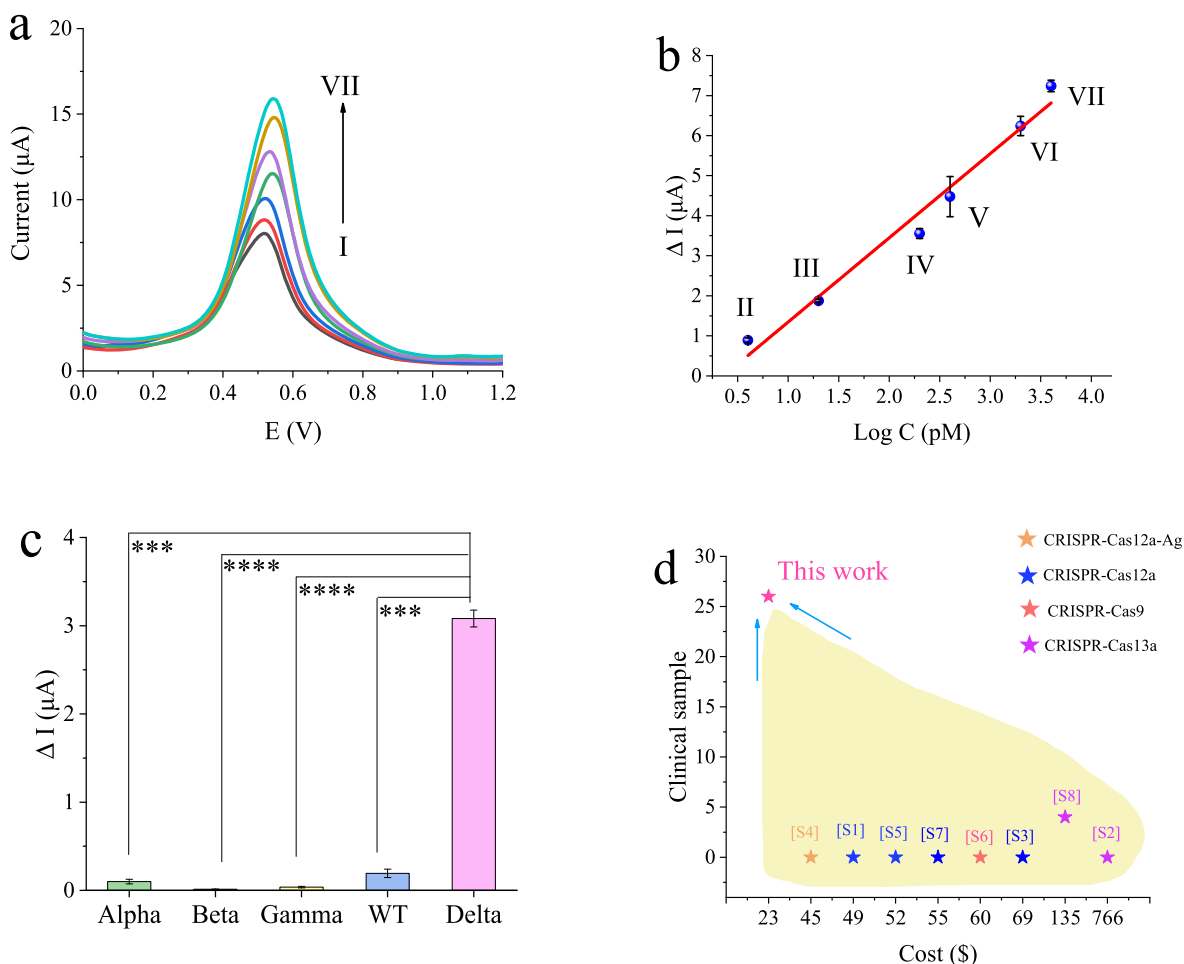 a
20
15
10
5
0
Current (μA)
VII
I
0.0 0.2 0.4 0.6 0.8 1.0 1.2
E (V)
b
8
7
6
5
4
3
2
1
0
Δ I (μA)
II
III
IV
V
VI
VII
0.5 1.0 1.5 2.0 2.5 3.0 3.5 4.0
Log C (pM)
c
4
3
2
1
0
Δ I (μA)
***
****
****
***
Alpha Beta Gamma WT Delta
d
30
25
20
15
10
5
0
Clinical sample
This work
CRISPR-Cas12a-Ag
CRISPR-Cas12a
CRISPR-Cas9
CRISPR-Cas13a
[S4] [S1] [S5] [S7] [S6] [S3] [S8] [S2]
23 45 49 52 55 60 69 135 766
Cost ($)